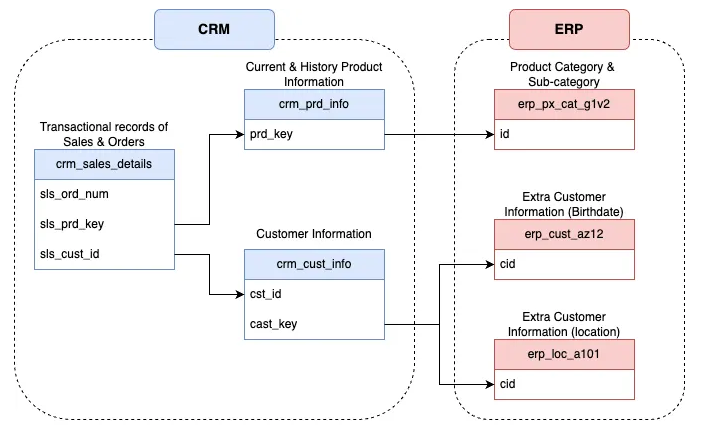 CRM
ERP
Current & History Product
Information
crm_prd_info
prd_key
Product Category &
Sub-category
erp_px_cat_g1v2
id
Transactional records of
Sales & Orders
crm_sales_details
sls_ord_num
sls_prd_key
sls_cust_id
Customer Information
crm_cust_info
cst_id
cast_key
Extra Customer
Information (Birthdate)
erp_cust_az12
cid
Extra Customer
Information (location)
erp_loc_a101
cid